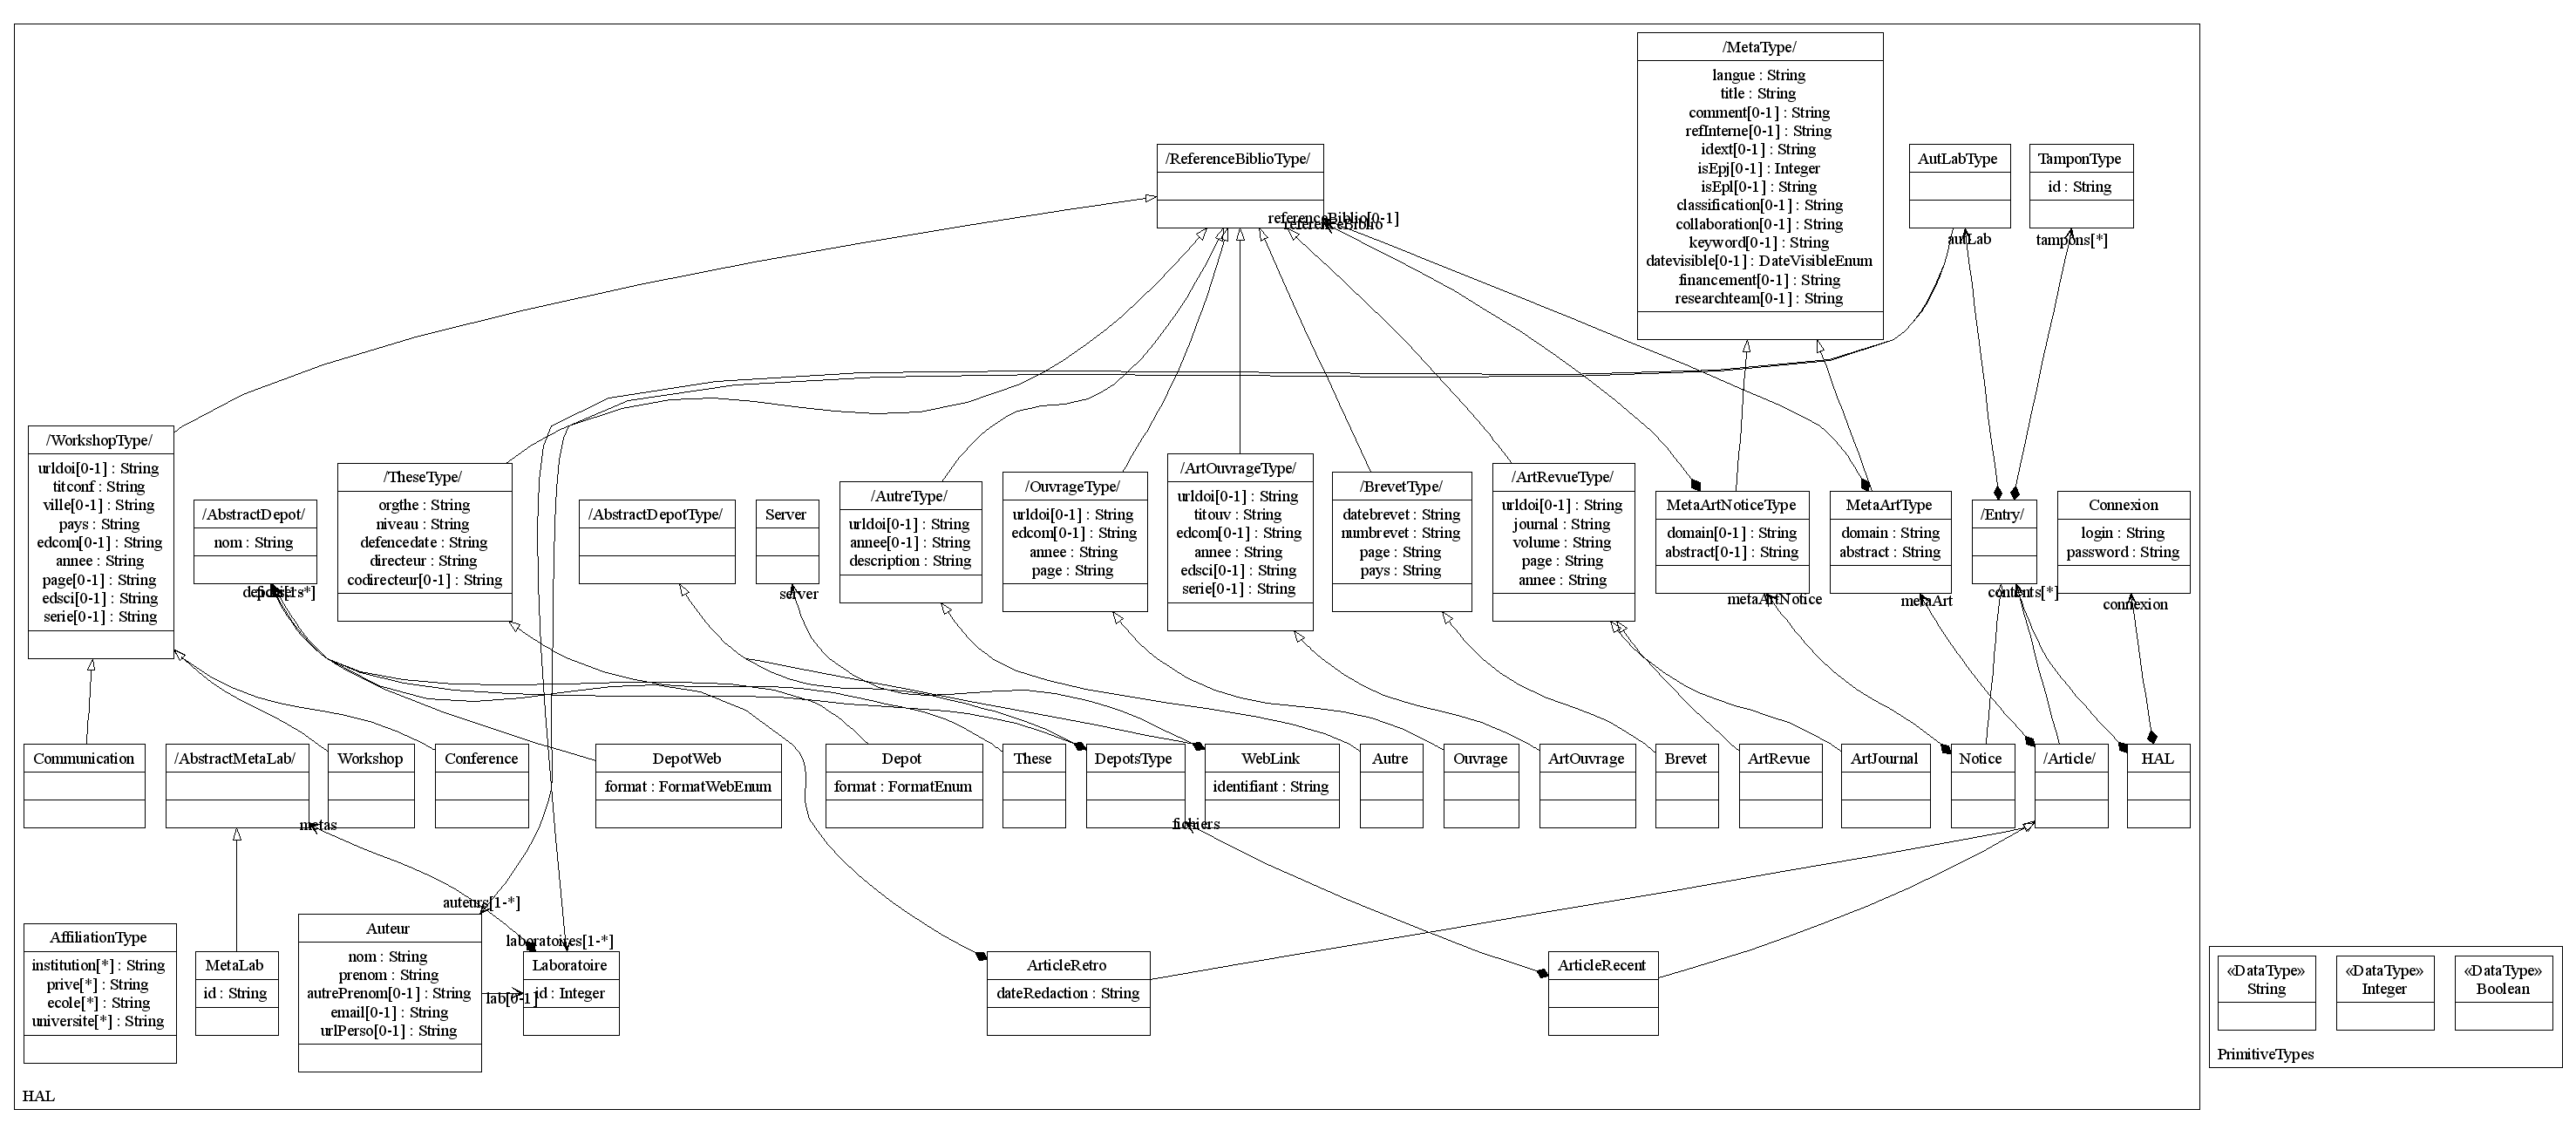 /MetaType/
langue : String
title : String
comment[0-1] : String
refInterne[0-1] : String
idext[0-1] : String
isEpj[0-1] : Integer
isEpl[0-1] : String
classification[0-1] : String
collaboration[0-1] : String
keyword[0-1] : String
datevisible[0-1] : DateVisibleEnum
financement[0-1] : String
researchteam[0-1] : String
/ReferenceBiblioType/
referenceBiblio[0-1]
referenceBiblio
AutLabType
autLab
TamponType
id : String
tampons[*]
/WorkshopType/
urldoi[0-1] : String
titconf : String
ville[0-1] : String
pays : String
edcom[0-1] : String
annee : String
page[0-1] : String
edsci[0-1] : String
serie[0-1] : String
/AbstractDepot/
nom : String
/TheseType/
orgthe : String
niveau : String
defencedate : String
directeur : String
codirecteur[0-1] : String
/AbstractDepotType/
Server
server
/AutreType/
urldoi[0-1] : String
annee[0-1] : String
description : String
/OuvrageType/
urldoi[0-1] : String
edcom[0-1] : String
annee : String
page : String
/ArtOuvrageType/
urldoi[0-1] : String
titouv : String
edcom[0-1] : String
annee : String
edsci[0-1] : String
serie[0-1] : String
/BrevetType/
datebrevet : String
numbrevet : String
page : String
pays : String
/ArtRevueType/
urldoi[0-1] : String
journal : String
volume : String
page : String
annee : String
MetaArtNoticeType
domain[0-1] : String
abstract[0-1] : String
metaArtNotice
MetaArtType
domain : String
abstract : String
metaArt
/Entry/
contents[*]
Connexion
login : String
password : String
connexion
Communication
/AbstractMetaLab/
metas
Workshop
Conference
DepotWeb
format : FormatWebEnum
Depot
format : FormatEnum
These
DepotsType
fichiers
WebLink
identifiant : String
Autre
Ouvrage
ArtOuvrage
Brevet
ArtRevue
ArtJournal
Notice
/Article/
HAL
AffiliationType
institution[*] : String
prive[*] : String
ecole[*] : String
universite[*] : String
MetaLab
id : String
auteurs[1-*]
Auteur
nom : String
prenom : String
autrePrenom[0-1] : String
email[0-1] : String
urlPerso[0-1] : String
lab[0-1]
laboratoires[1-*]
Laboratoire
id : Integer
ArticleRetro
dateRedaction : String
ArticleRecent
HAL
«DataType»
String
«DataType»
Integer
«DataType»
Boolean
PrimitiveTypes